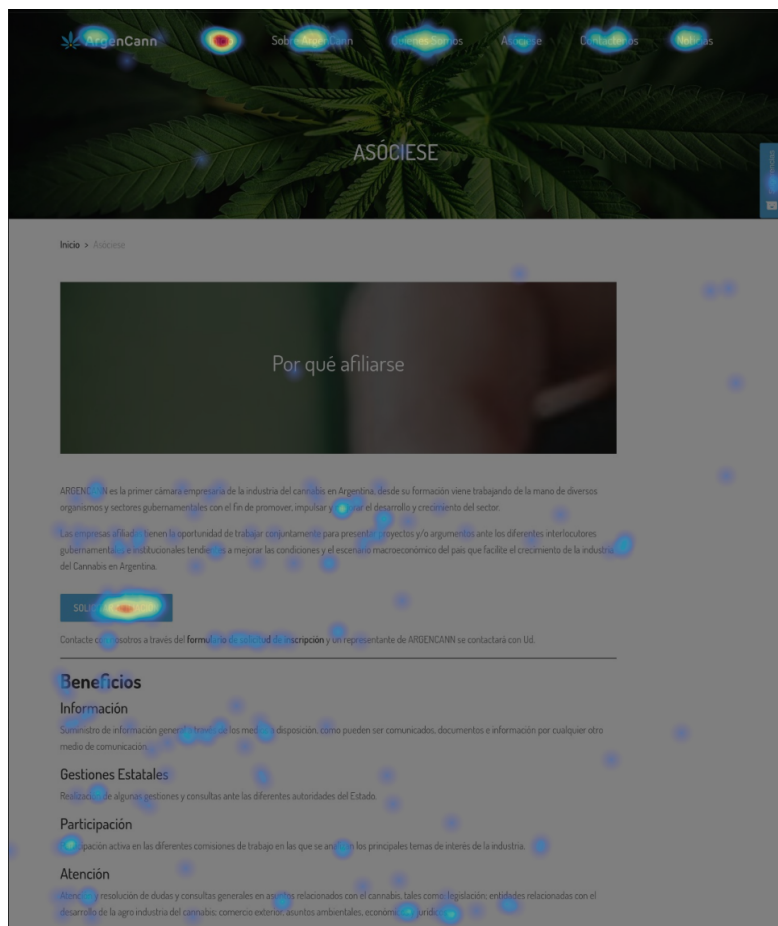 ArgenCann
Sobre ArgenCann
Quiénes Somos
Asóciese
Contáctenos
Noticias
ASÓCIESE
Inicio > Asóciese
Por qué afiliarse
ARGENCANN es la primer cámara empresaria de la industria del cannabis en Argentina, desde su formación viene trabajando de la mano de diversos
organismos y sectores gubernamentales con el fin de promover, impulsar y el desarrollo y crecimiento del sector.
Las empresas afiliadas tienen la oportunidad de trabajar conjuntamente para presentar proyectos y/o argumentos ante los diferentes interlocutores
gubernamentales e institucionales tendientes a mejorar las condiciones y el escenario macroeconómico del país que facilite el crecimiento de la industria
del Cannabis en Argentina.
Contacte con nosotros a través del formulario de solicitud de inscripción y un representante de ARGENCANN se contactará con Ud.
Beneficios
Información
Suministro de información general a través de los medios a disposición, cómo pueden ser comunicados, documentos e información por cualquier otro
medio de comunicación.
Gestiones Estatales
Realización de algunas gestiones y consultas ante las diferentes autoridades del Estado.
Participación
Participación activa en las diferentes comisiones de trabajo en las que se analizan los principales temas de interés de la industria.
Atención
Atención y resolución de dudas y consultas generales en asuntos relacionados con el cannabis, tales como: legislación; entidades relacionadas con el
desarrollo de la agro industria del cannabis; comercio exterior; asuntos ambientales, económicos y jurídicos.